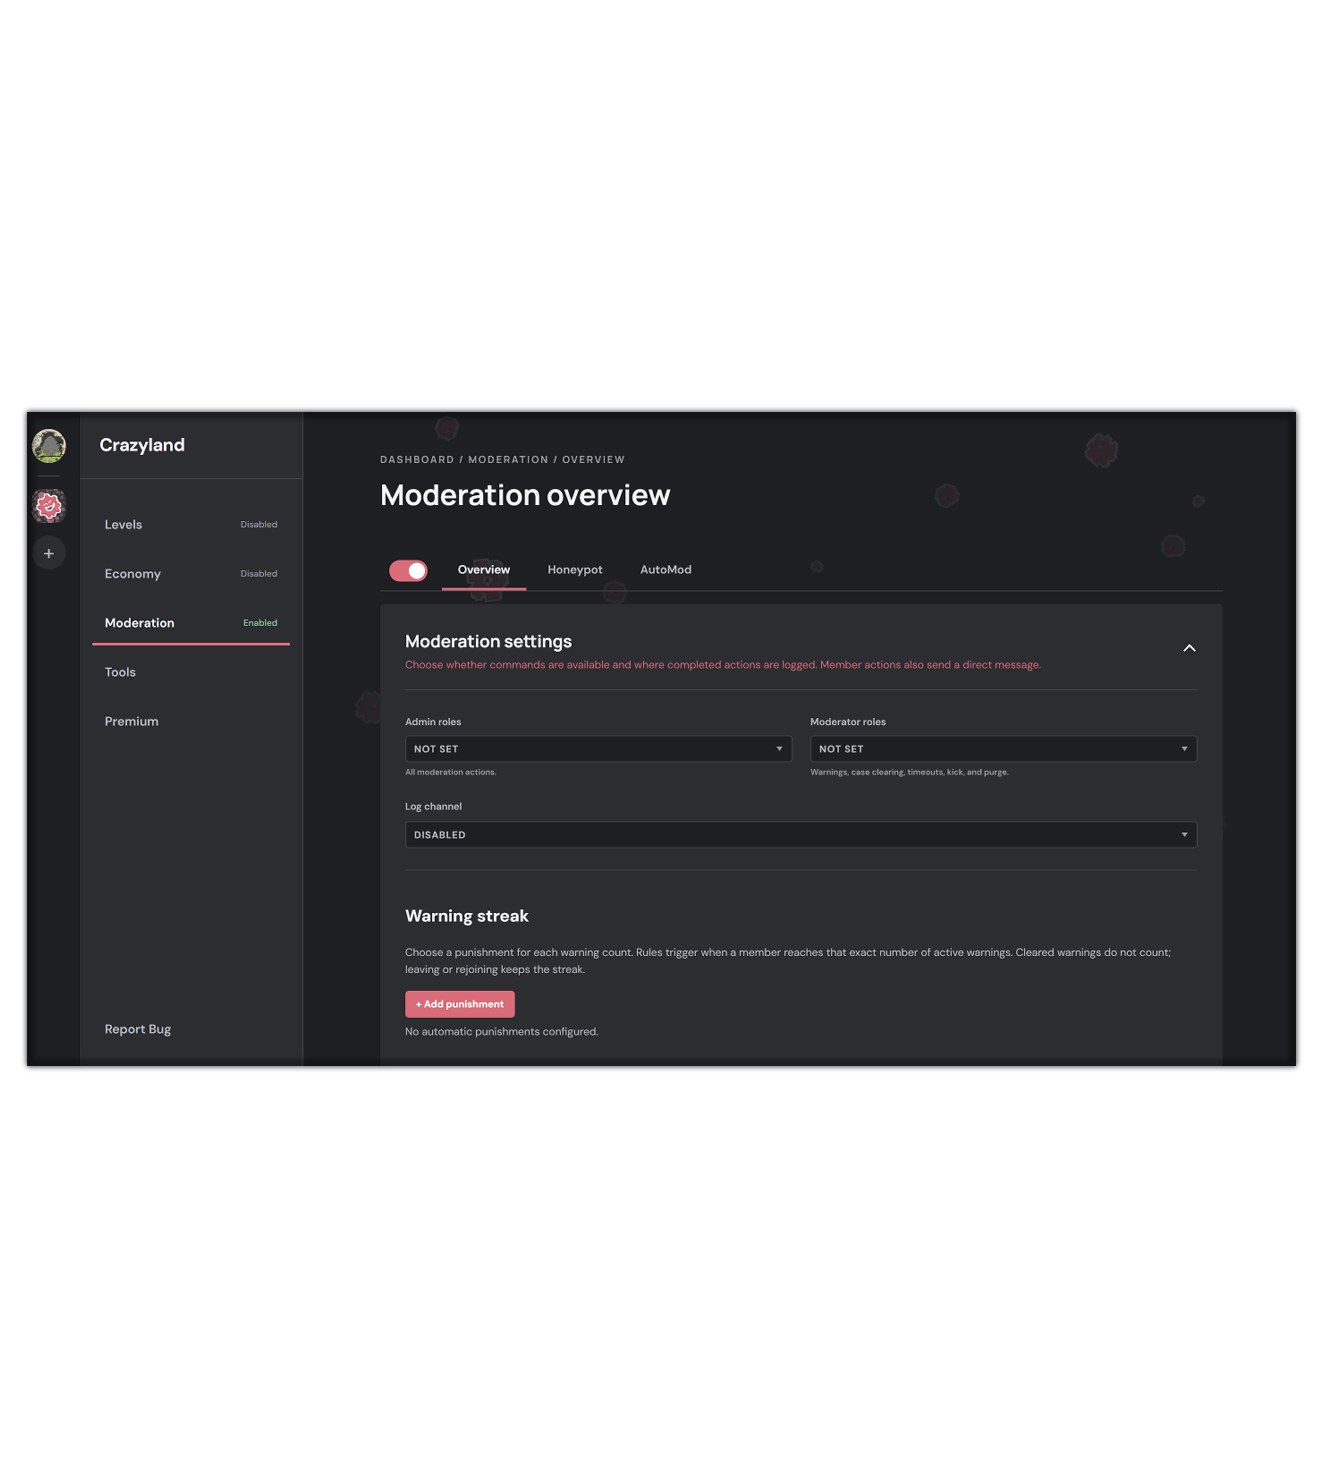 Crazyland
Levels
Disabled
Economy
Disabled
Moderation
Enabled
Tools
Premium
Report Bug
DASHBOARD / MODERATION / OVERVIEW
Moderation overview
Overview
Honeypot
AutoMod
Moderation settings
Choose whether commands are available and where completed actions are logged. Member actions also send a direct message.
Admin roles
NOT SET
All moderation actions.
Moderator roles
NOT SET
Warnings, case clearing, timeouts, kick, and purge.
Log channel
DISABLED
Warning streak
Choose a punishment for each warning count. Rules trigger when a member reaches that exact number of active warnings. Cleared warnings do not count;
leaving or rejoining keeps the streak.
+ Add punishment
No automatic punishments configured.